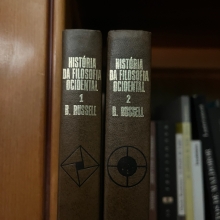 HISTÓRIA
DA FILOSOFIA
OCIDENTAL
1
B. RUSSELL
HISTÓRIA
DA FILOSOFIA
OCIDENTAL
2
B. RUSSELL